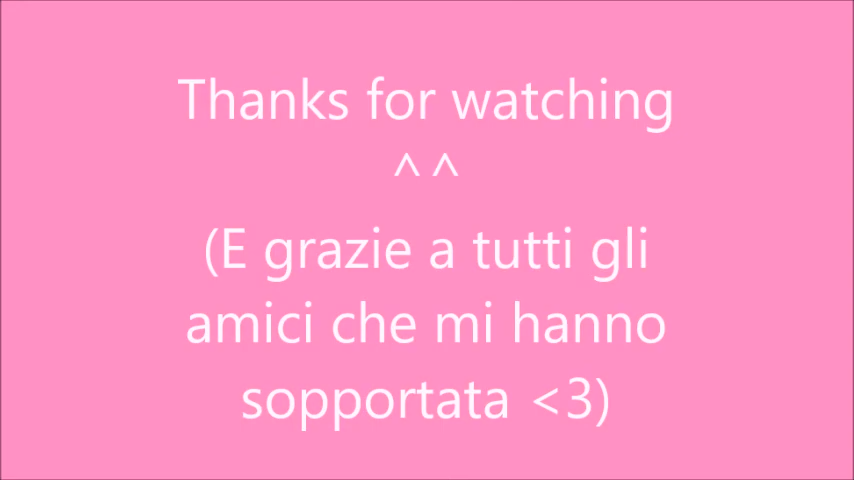 Thanks for watching
^^
(E grazie a tutti gli
amici che mi hanno
sopportata <3)